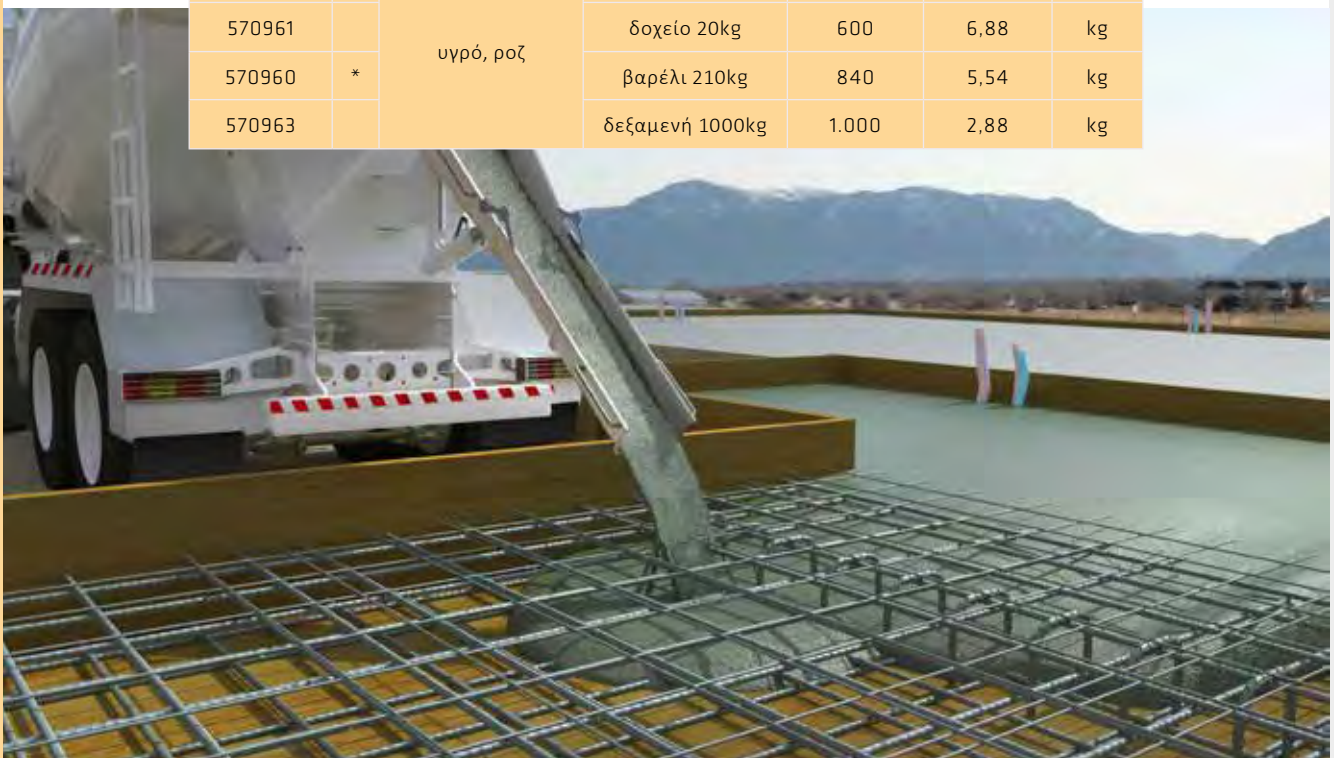 570961 δοχείο 20kg 600 6,88 kg
υγρό, ροζ
570960 * βαρέλι 210kg 840 5,54 kg
570963 δεξαμενή 1000kg 1.000 2,88 kg